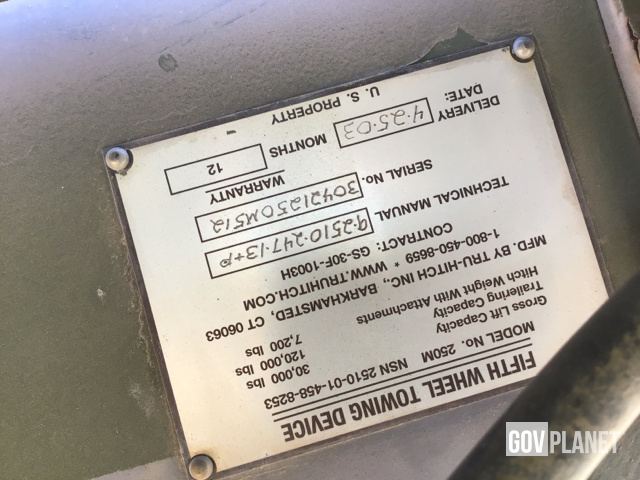 FIFTH WHEEL TOWING DEVICE
MODEL No. 250M NSN 2510-01-458-8253
Gross Lift Capacity 30,000 lbs
Trailering Capacity 120,000 lbs
Hitch Weight With Attachments 7,200 lbs
MFD. BY TRU-HITCH INC., BARKHAMSTED, CT 06063
1-800-450-8659 * WWW.TRUHITCH.COM
CONTRACT: GS-30F-1003H
TECHNICAL MANUAL 9-2510-247-13+P
SERIAL No. 30421250M512
WARRANTY 12 MONTHS
DELIVERY DATE: 4-25-03
U. S. PROPERTY
GOVPLANET